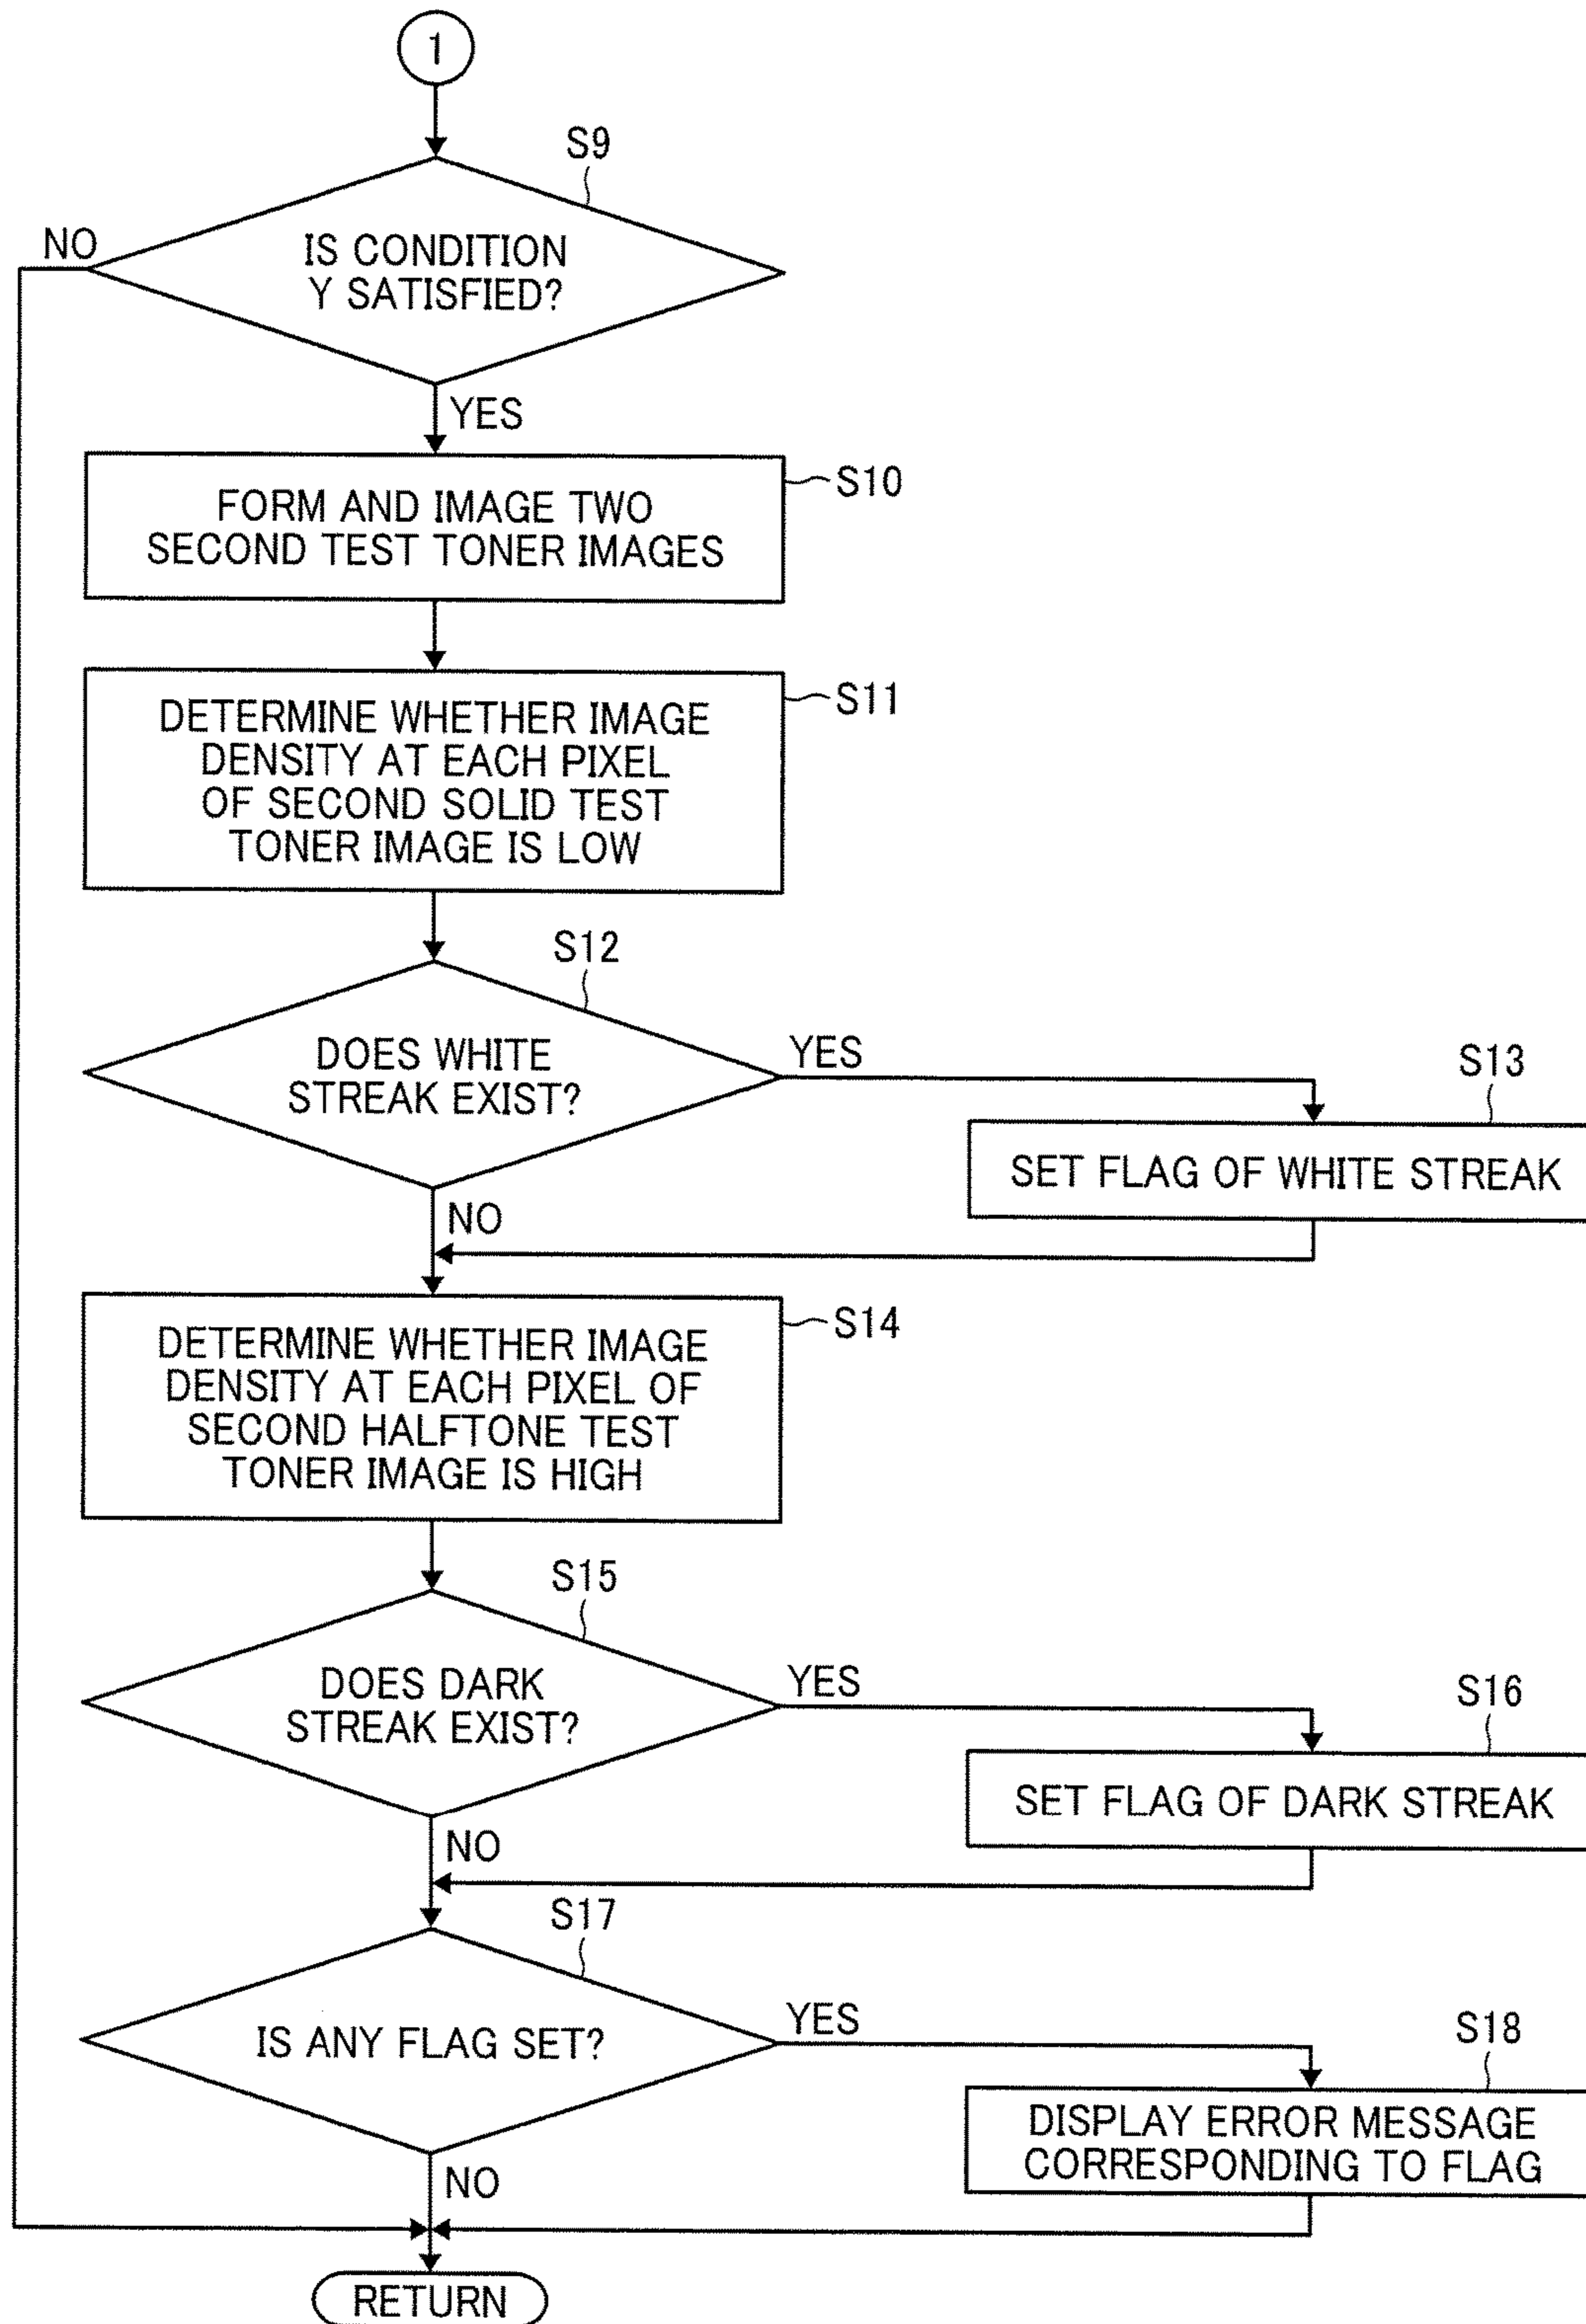 1
S9
NO
IS CONDITION
Y SATISFIED?
YES
S10
FORM AND IMAGE TWO
SECOND TEST TONER IMAGES
S11
DETERMINE WHETHER IMAGE
DENSITY AT EACH PIXEL
OF SECOND SOLID TEST
TONER IMAGE IS LOW
S12
DOES WHITE
STREAK EXIST?
YES
S13
SET FLAG OF WHITE STREAK
NO
S14
DETERMINE WHETHER IMAGE
DENSITY AT EACH PIXEL OF
SECOND HALFTONE TEST
TONER IMAGE IS HIGH
S15
DOES DARK
STREAK EXIST?
YES
S16
SET FLAG OF DARK STREAK
NO
S17
IS ANY FLAG SET?
YES
S18
DISPLAY ERROR MESSAGE
CORRESPONDING TO FLAG
NO
RETURN